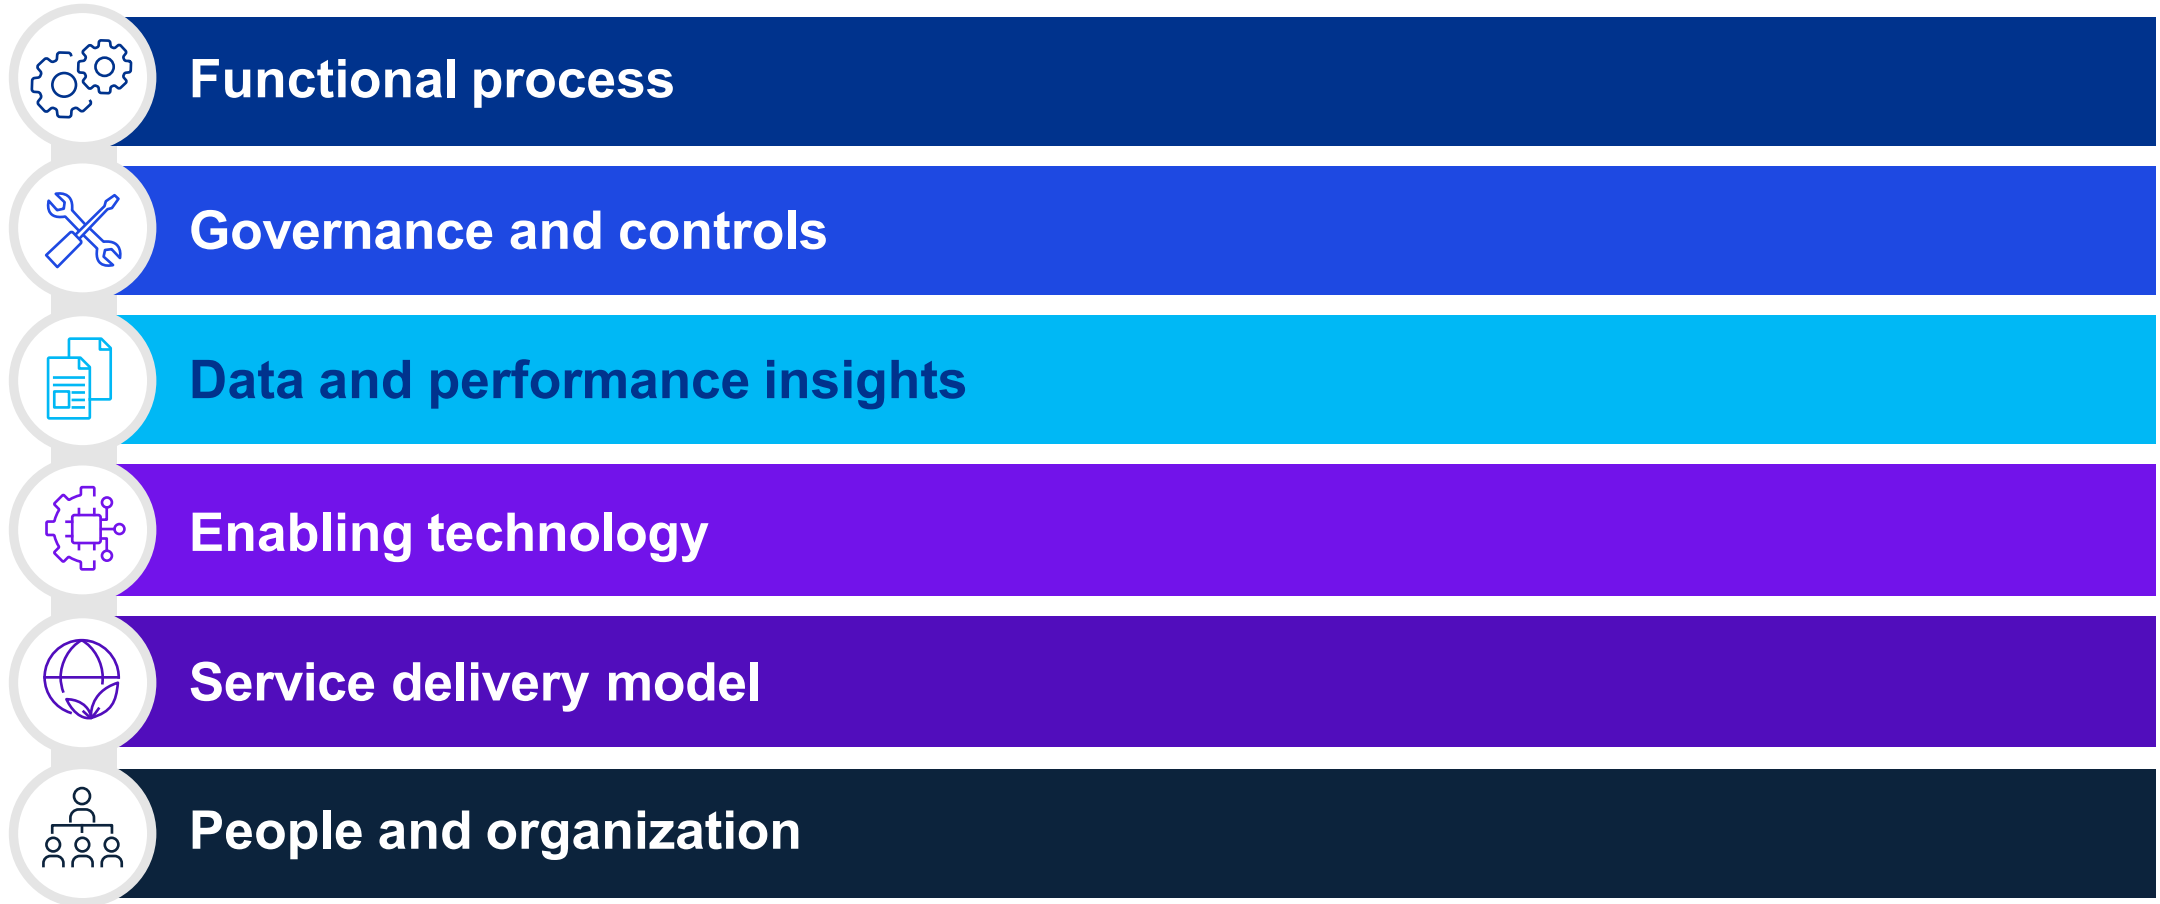 Functional process
Governance and controls
Data and performance insights
Enabling technology
Service delivery model
People and organization